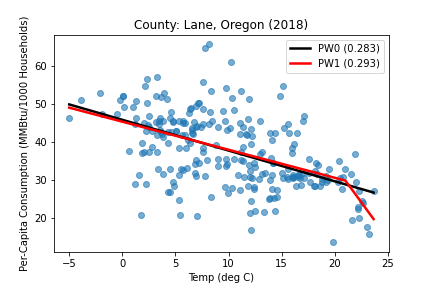 County: Lane, Oregon (2018)
Per-Capita Consumption (MMBtu/1000 Households)
60
50
40
30
20
PW0 (0.283)
PW1 (0.293)
−5 0 5 10 15 20 25
Temp (deg C)